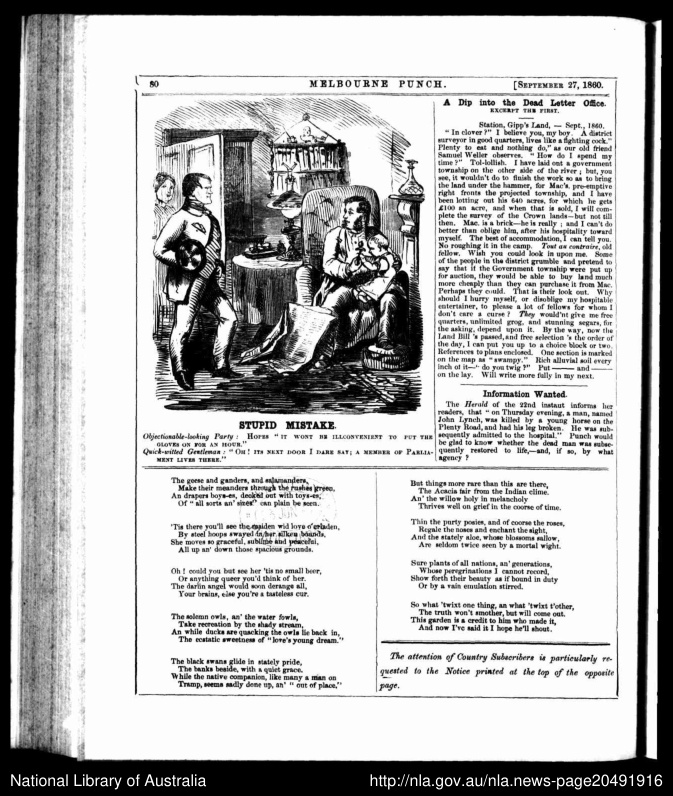 80
MELBOURNE PUNCH.
[SEPTEMBER 27, 1860.
STUPID MISTAKE.
Objectionable-looking Party: HOPES "IT WONT BE ILLCONVENIENT TO PUT THE
GLOVES ON FOR AN HOUR."
Quick-witted Gentleman: "OH! ITS NEXT DOOR I DARE SAY; A MEMBER OF PARLIA-
MENT LIVES THERE."
A Dip into the Dead Letter Office.
EXCERPT THE FIRST.
Station, Gipp's Land, — Sept., 1860.
"In clover?" I believe you, my boy. A district
surveyor in good quarters, lives like a fighting cock."
Plenty to eat and nothing do," as our old friend
Samuel Weller observes. "How do I spend my
time?" Tol-lollish. I have laid out a government
township on the other side of the river; but, you
see, it wouldn't do to finish the work so as to bring
the land under the hammer, for Mac's, pre-emptive
right fronts the projected township, and I have
been lotting out his 640 acres, for which he gets
£100 an acre, and when that is sold, I will com-
plete the survey of the Crown lands—but not till
then. Mac. is a brick—he is really; and I can't do
better than oblige him, after his hospitality toward
myself. The best of accommodation, I can tell you.
No roughing it in the camp. Tout au contraire, old
fellow. Wish you could look in upon me. Some
of the people in the district grumble and pretend to
say that if the Government township were put up
for auction, they would be able to buy land much
more cheaply than they can purchase it from Mac.
Perhaps they could. That is their look out. Why
should I hurry myself, or disoblige my hospitable
entertainer, to please a lot of fellows for whom I
don't care a curse? They would'nt give me free
quarters, unlimited grog, and stunning segars, for
the asking, depend upon it. By the way, now the
Land Bill 's passed, and free selection 's the order of
the day, I can put you up to a choice block or two.
References to plans enclosed. One section is marked
on the map as "swampy." Rich alluvial soil every
inch of it—"do you twig?" Put —— and ——
on the lay. Will write more fully in my next.
Information Wanted.
The Herald of the 22nd instant informs her
readers, that "on Thursday evening, a man, named
John Lynch, was killed by a young horse on the
Plenty Road, and had his leg broken. He was sub-
sequently admitted to the hospital." Punch would
be glad to know whether the dead man was subse-
quently restored to life,—and, if so, by what
agency?
The geese and ganders, and salamanders,
Make their meanders through the rushes green,
An drapers boys-es, decked out with toys-es,
Of "all sorts an' sizes" can plain be seen.
'Tis there you'll see the maiden wid love o'erladen,
By steel hoops swayed in her silken bounds,
She moves so graceful, sublime and peaceful,
All up an' down those spacious grounds.
Oh! could you but see her 'tis no small beer,
Or anything queer you'd think of her.
The darlin angel would soon derange all,
Your brains, else you're a tasteless cur.
The solemn owls, an' the water fowls,
Take recreation by the shady stream,
An while ducks are quacking the owls lie back in,
The ecstatic sweetness of "love's young dream."
The black swans glide in stately pride,
The banks beside, with a quiet grace,
While the native companion, like many a man on
Tramp, seems sadly done up, an' "out of place,"
But things more rare than this are there,
The Acacia fair from the Indian clime.
An' the willow holy in melancholy
Thrives well on grief in the coorse of time.
Thin the purty posies, and of coorse the roses,
Regale the noses and enchant the sight,
And the stately aloe, whose blossoms sallow,
Are seldom twice seen by a mortal wight.
Sure plants of all nations, an' generations,
Whose peregrinations I cannot record,
Show forth their beauty as if bound in duty
Or by a vain emulation stirred.
So what 'twixt one thing, an what 'twixt t'other,
The truth won't smother, but will come out.
This garden is a credit to him who made it,
And now I've said it I hope he'll shout.
The attention of Country Subscribers is particularly re-
quested to the Notice printed at the top of the opposite
page.
National Library of Australia
http://nla.gov.au/nla.news-page20491916